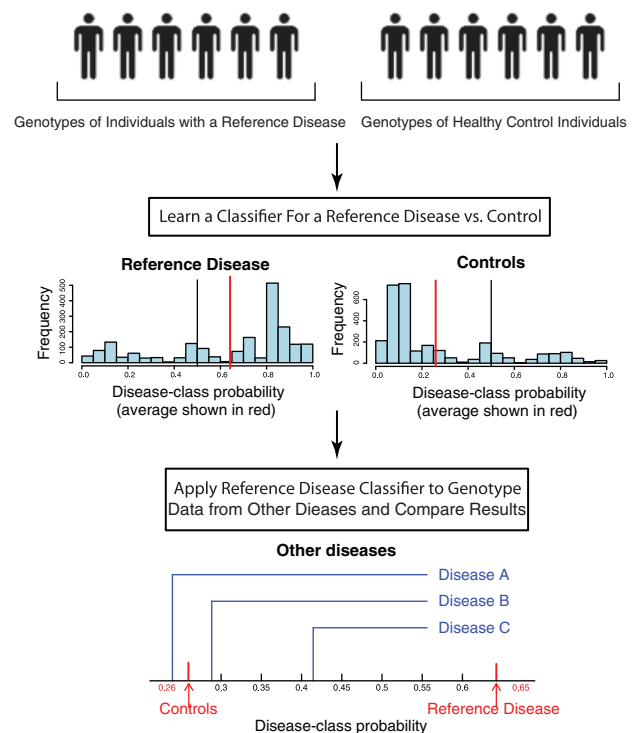 Genotypes of Individuals with a Reference Disease
Genotypes of Healthy Control Individuals
Learn a Classifier For a Reference Disease vs. Control
Reference Disease
Controls
Frequency
0 100 200 300 400 500
0.0 0.2 0.4 0.6 0.8 1.0
Disease-class probability
(average shown in red)
Frequency
0 200 400 600
0.0 0.2 0.4 0.6 0.8 1.0
Disease-class probability
(average shown in red)
Apply Reference Disease Classifier to Genotype
Data from Other Dieases and Compare Results
Other diseases
Disease A
Disease B
Disease C
0.26 0.3 0.35 0.4 0.45 0.5 0.55 0.6 0.65
Controls
Reference Disease
Disease-class probability